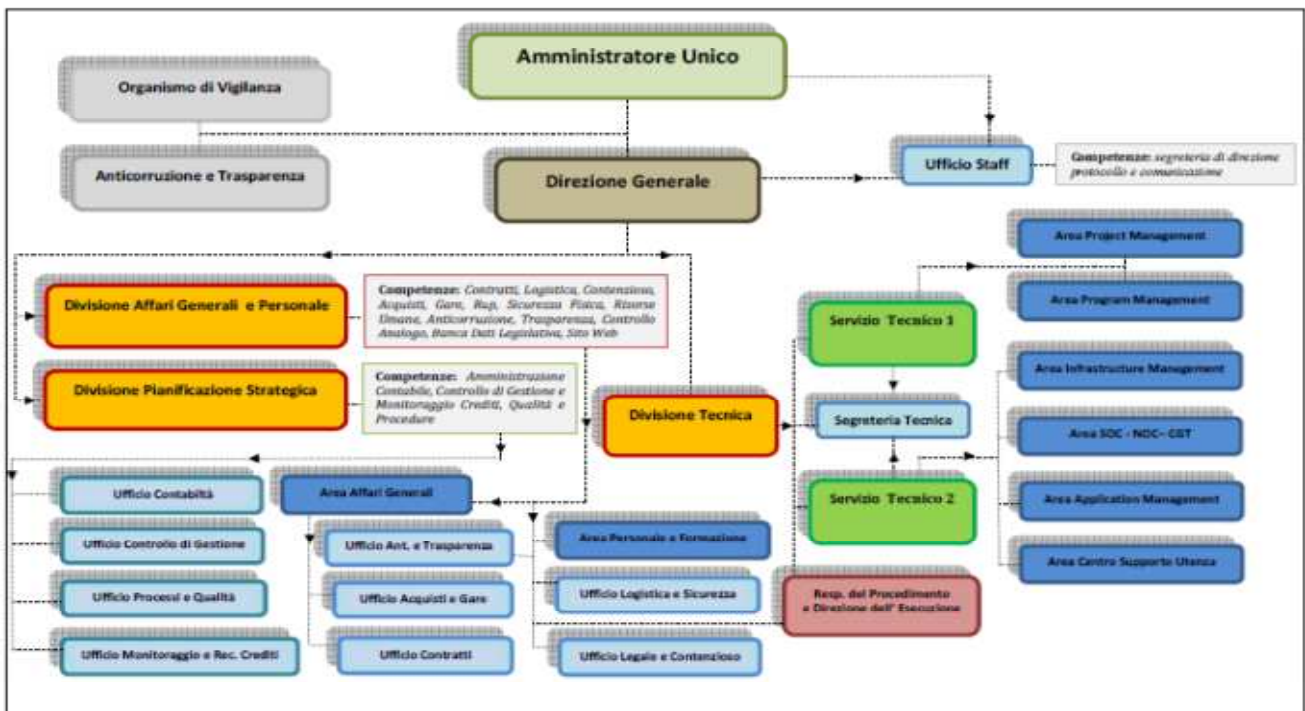 Amministratore Unico
Organismo di Vigilanza
Anticorruzione e Trasparenza
Direzione Generale
Ufficio Staff
Competenze: segreteria di direzione
protocollo e comunicazione
Divisione Affari Generali e Personale
Competenze: Contratti, Logistica, Contenzioso,
Acquisti, Gare, Rup, Sicurezza Fisica, Risorse
Umane, Anticorruzione, Trasparenza, Controllo
Analogo, Banca Dati Legislativa, Sito Web
Divisione Pianificazione Strategica
Competenze: Amministrazione
Contabile, Controllo di Gestione e
Monitoraggio Crediti, Qualità e
Procedure
Divisione Tecnica
Servizio Tecnico 1
Segreteria Tecnica
Servizio Tecnico 2
Resp. del Procedimento
e Direzione dell' Esecuzione
Area Project Management
Area Program Management
Area Infrastructure Management
Area SOC - NOC- CGT
Area Application Management
Area Centro Supporto Utenza
Ufficio Contabiltà
Ufficio Controllo di Gestione
Ufficio Processi e Qualità
Ufficio Monitoraggio e Rec. Crediti
Area Affari Generali
Ufficio Ant. e Trasparenza
Ufficio Acquisti e Gare
Ufficio Contratti
Area Personale e Formazione
Ufficio Logistica e Sicurezza
Ufficio Legale e Contenzioso